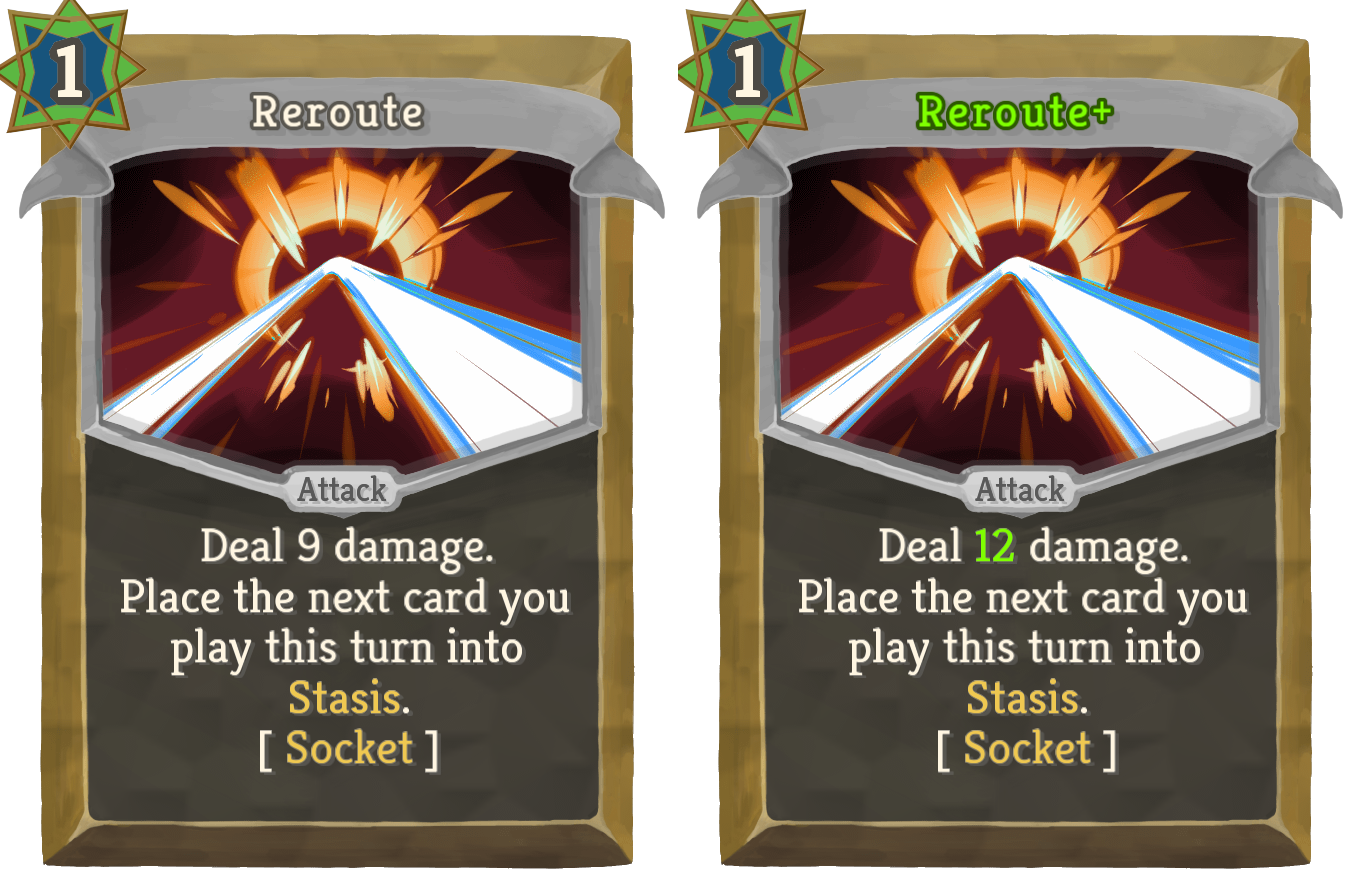 1
Reroute
Attack
Deal 9 damage.
Place the next card you
play this turn into
Stasis.
[ Socket ]
1
Reroute+
Attack
Deal 12 damage.
Place the next card you
play this turn into
Stasis.
[ Socket ]